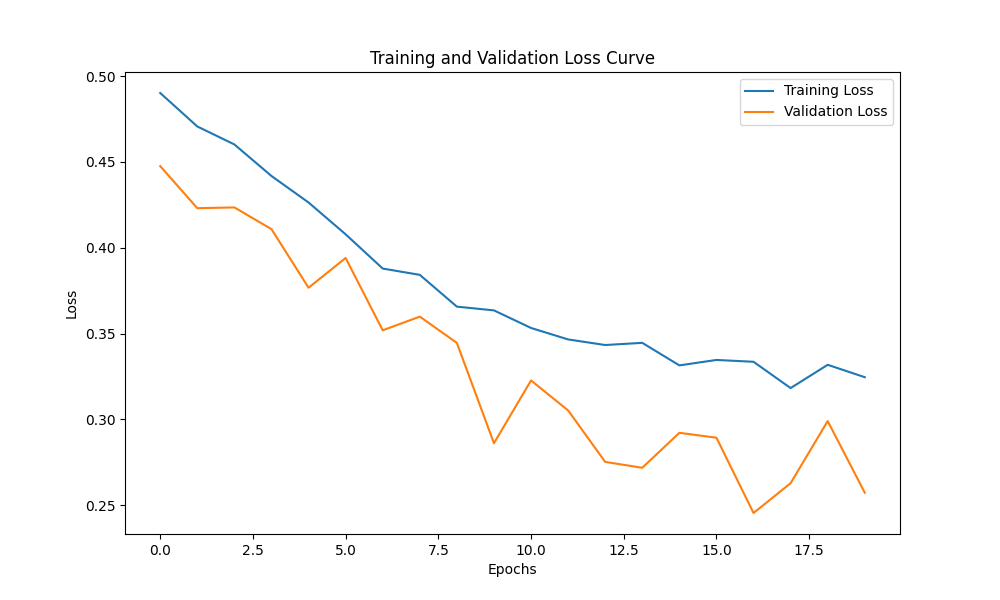 Training and Validation Loss Curve
Training Loss
Validation Loss
Loss
0.50
0.45
0.40
0.35
0.30
0.25
0.0 2.5 5.0 7.5 10.0 12.5 15.0 17.5
Epochs